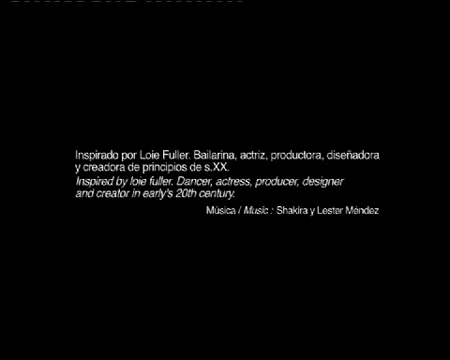 Inspirado por Loie Fuller. Bailarina, actriz, productora, diseñadora
y creadora de principios de s.XX.
Inspired by loie fuller. Dancer, actress, producer, designer
and creator in early's 20th century.
Música / Music : Shakira y Lester Méndez